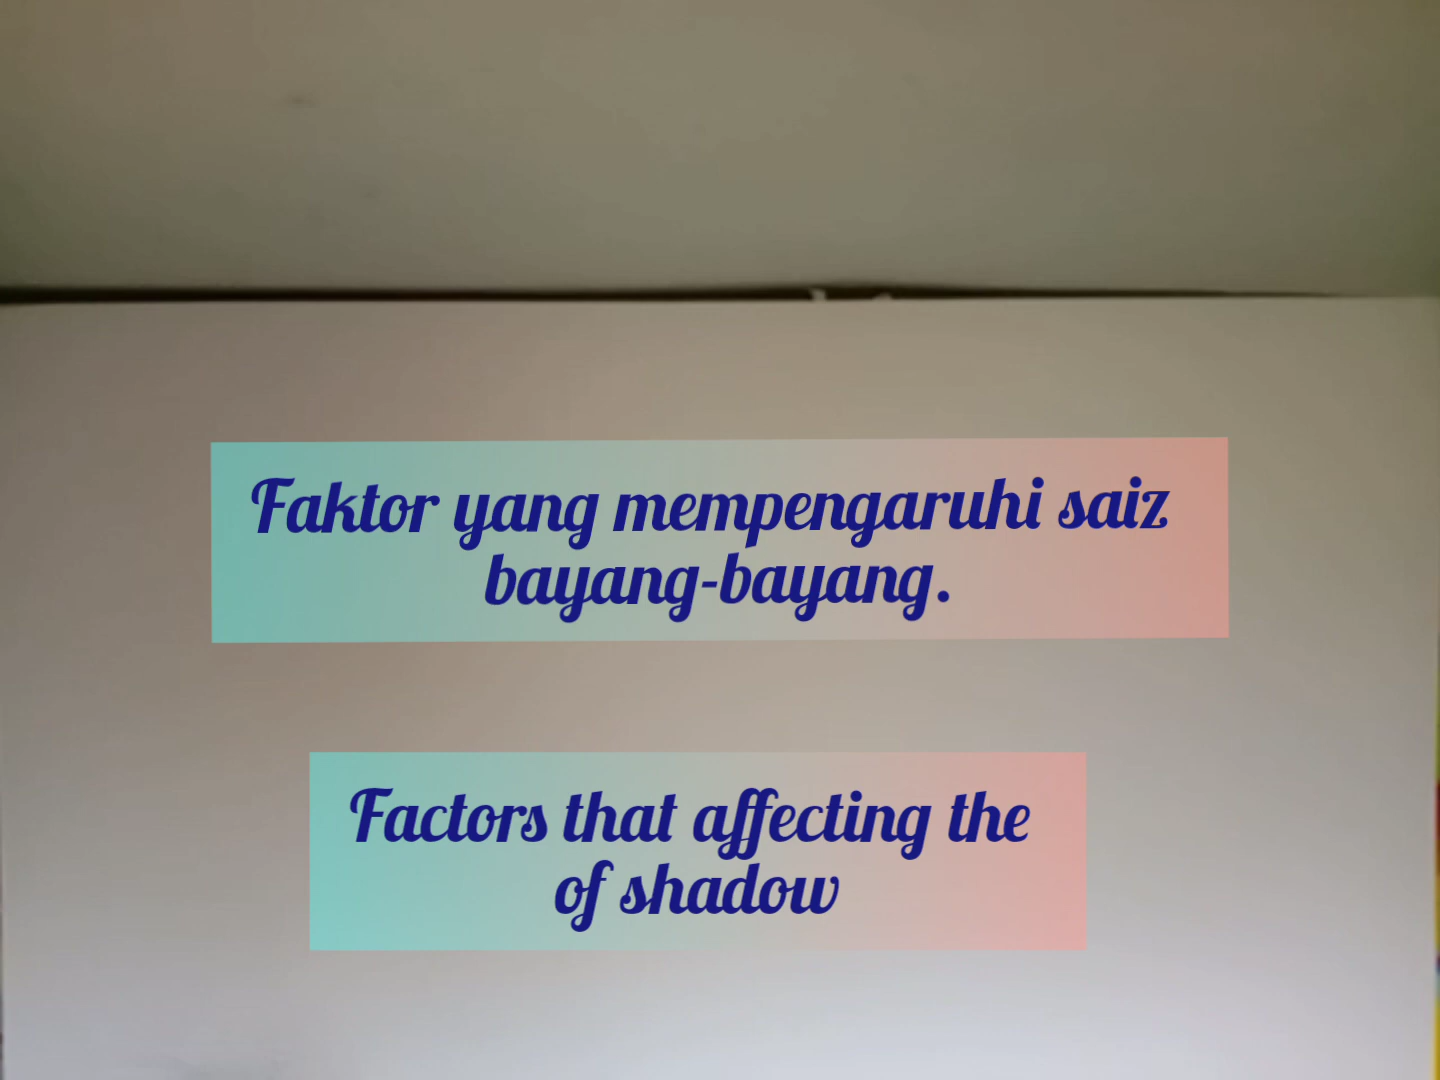 Faktor yang mempengaruhi saiz
bayang-bayang.
Factors that affecting the
of shadow